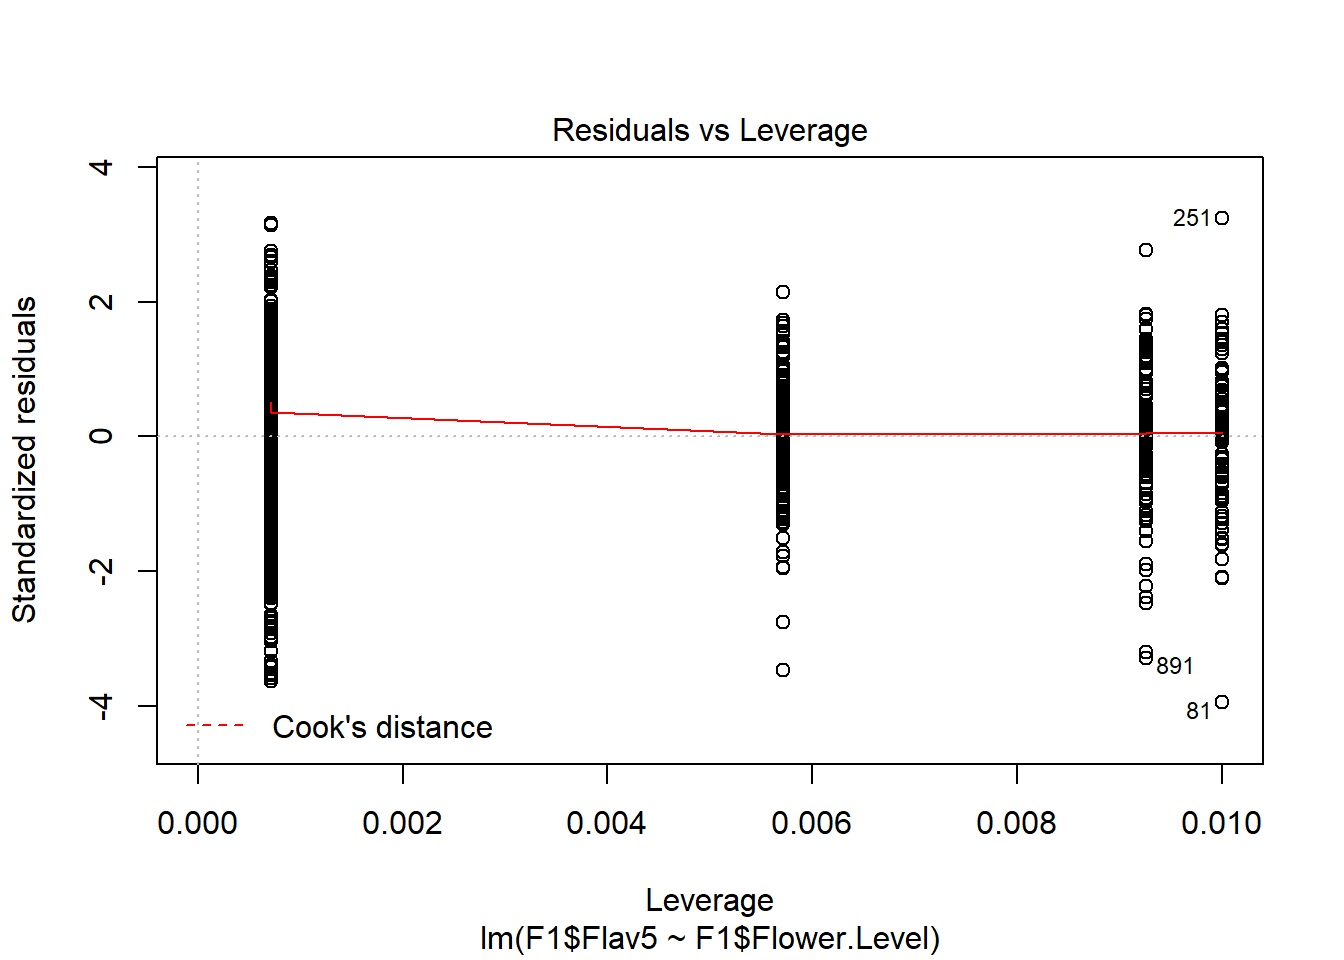 Residuals vs Leverage
Standardized residuals
4
2
0
-2
-4
251
891
81
Cook's distance
0.000 0.002 0.004 0.006 0.008 0.010
Leverage
lm(F1$Flav5 ~ F1$Flower.Level)